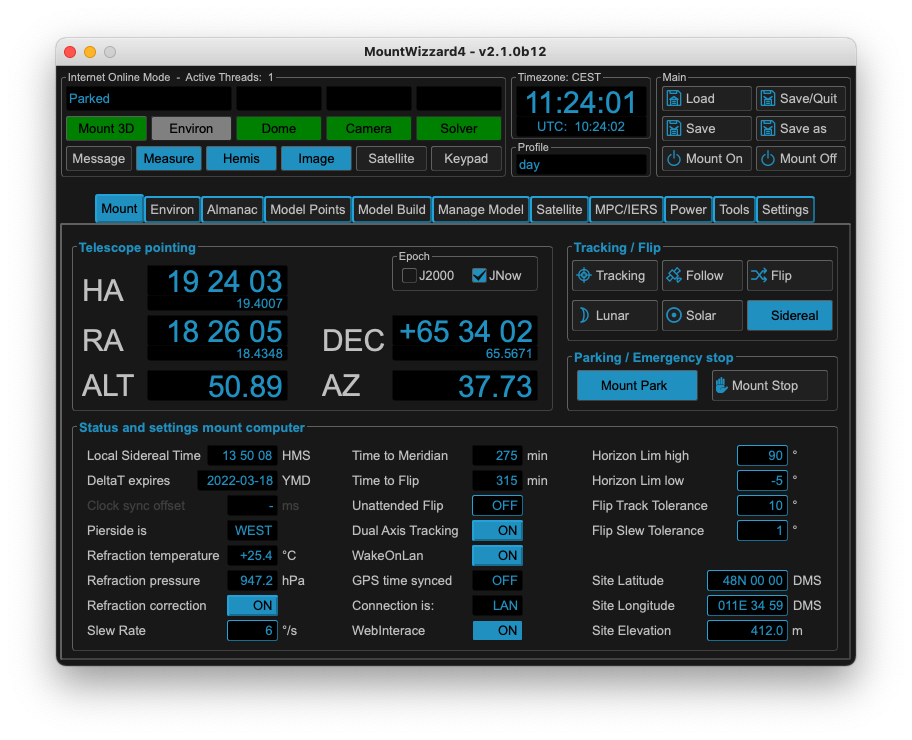 MountWizzard4 - v2.1.0b12
Internet Online Mode - Active Threads: 1
Parked
Mount 3D Environ Dome Camera Solver
Message Measure Hemis Image Satellite Keypad
Timezone: CEST
11:24:01
UTC: 10:24:02
Profile
day
Main
Load Save/Quit
Save Save as
Mount On Mount Off
Mount Environ Almanac Model Points Model Build Manage Model Satellite MPC/IERS Power Tools Settings
Telescope pointing
Epoch
J2000 JNow
HA 19 24 03
19.4007
RA 18 26 05
18.4348
DEC +65 34 02
65.5671
ALT 50.89 AZ 37.73
Tracking / Flip
Tracking Follow Flip
Lunar Solar Sidereal
Parking / Emergency stop
Mount Park Mount Stop
Status and settings mount computer
Local Sidereal Time 13 50 08 HMS
DeltaT expires 2022-03-18 YMD
Clock sync offset - ms
Pierside is WEST
Refraction temperature +25.4 °C
Refraction pressure 947.2 hPa
Refraction correction ON
Slew Rate 6 °/s
Time to Meridian 275 min
Time to Flip 315 min
Unattended Flip OFF
Dual Axis Tracking ON
WakeOnLan ON
GPS time synced OFF
Connection is: LAN
WebInterace ON
Horizon Lim high 90 °
Horizon Lim low -5 °
Flip Track Tolerance 10 °
Flip Slew Tolerance 1 °
Site Latitude 48N 00 00 DMS
Site Longitude 011E 34 59 DMS
Site Elevation 412.0 m